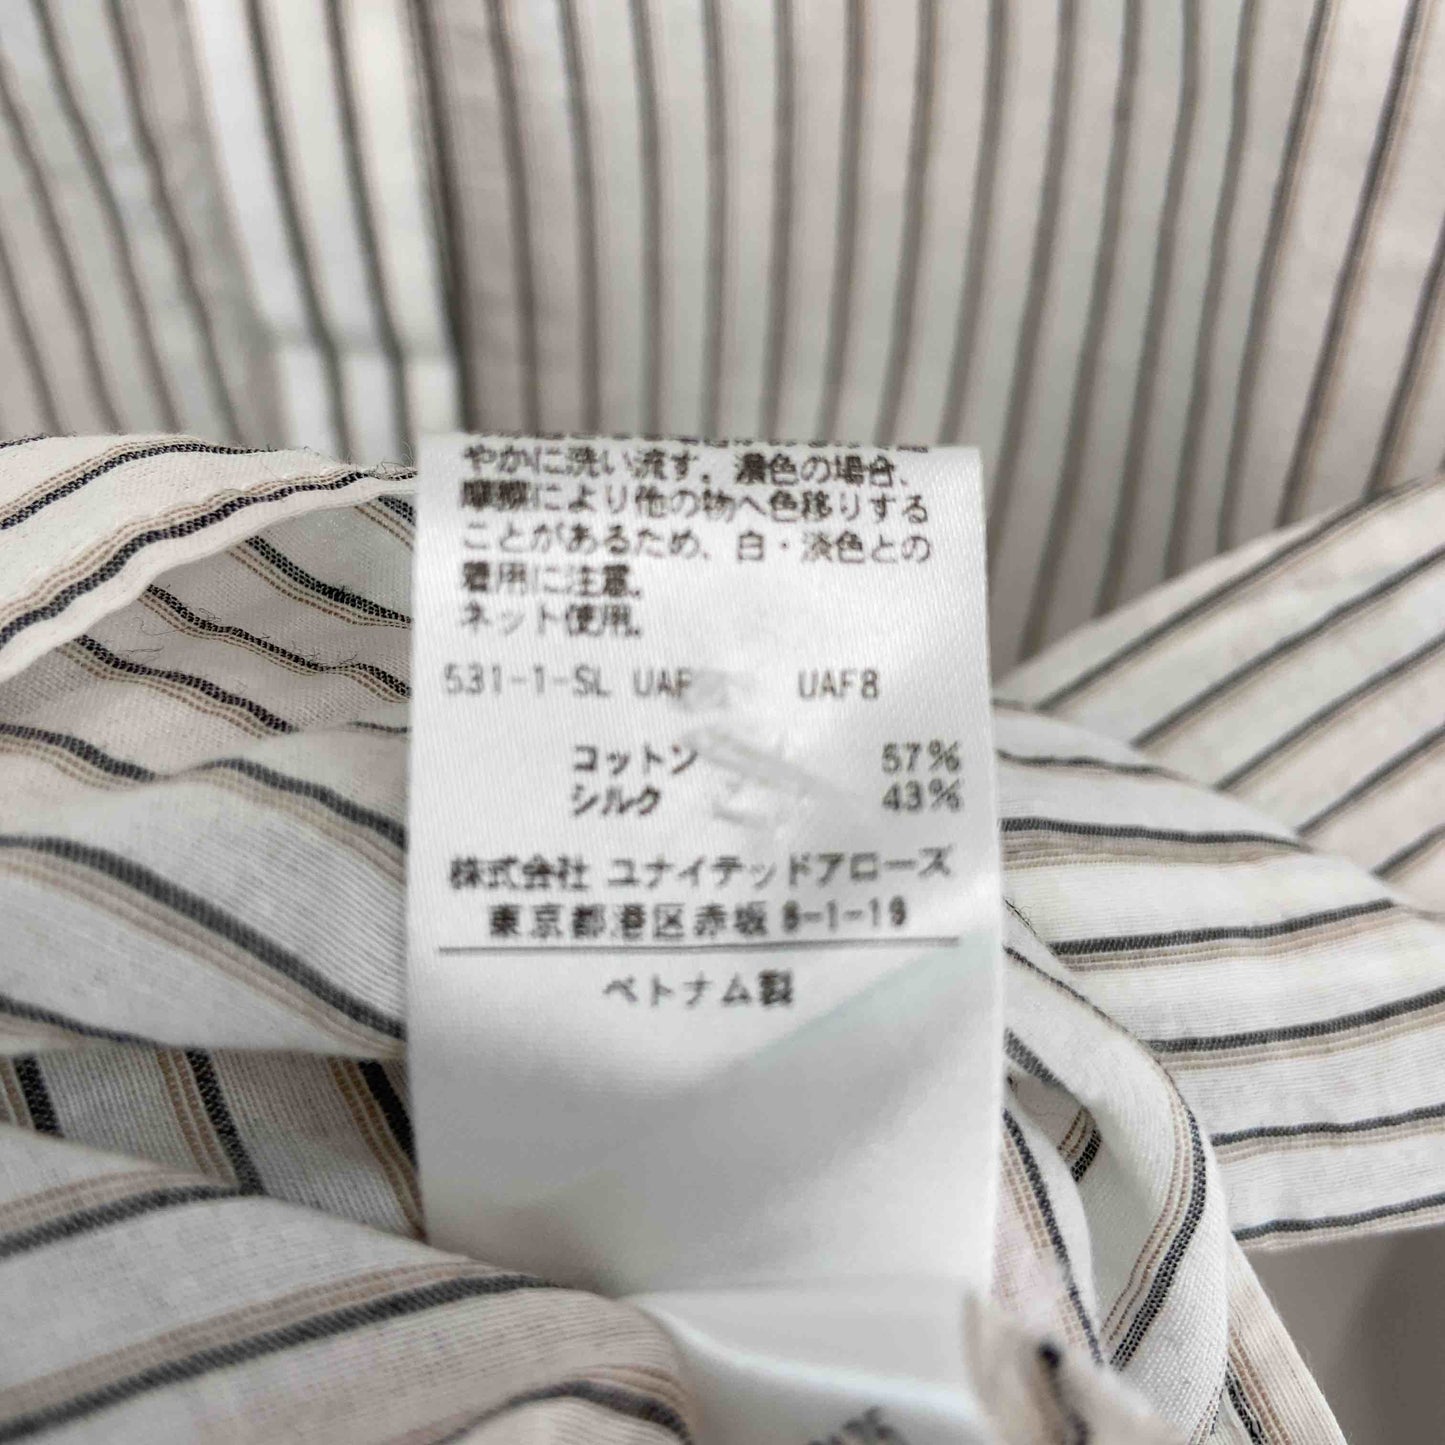 やかに洗い流す。濃色の場合、
摩擦により他の物へ色移りする
ことがあるため、白・淡色との
着用に注意。
ネット使用。
531-1-SL UAF UAF8
コットン 57%
シルク 43%
株式会社 ユナイテッドアローズ
東京都港区赤坂 8-1-19
ベトナム製